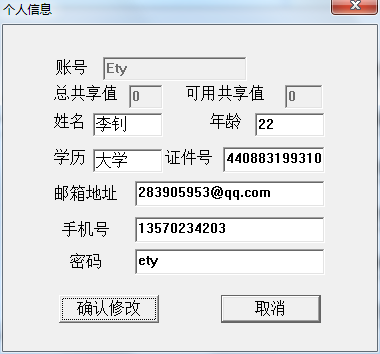 个人信息
账号 Ety
总共享值 0 可用共享值 0
姓名 李钊 年龄 22
学历 大学 证件号 440883199310
邮箱地址 283905953@qq.com
手机号 13570234203
密码 ety
确认修改 取消